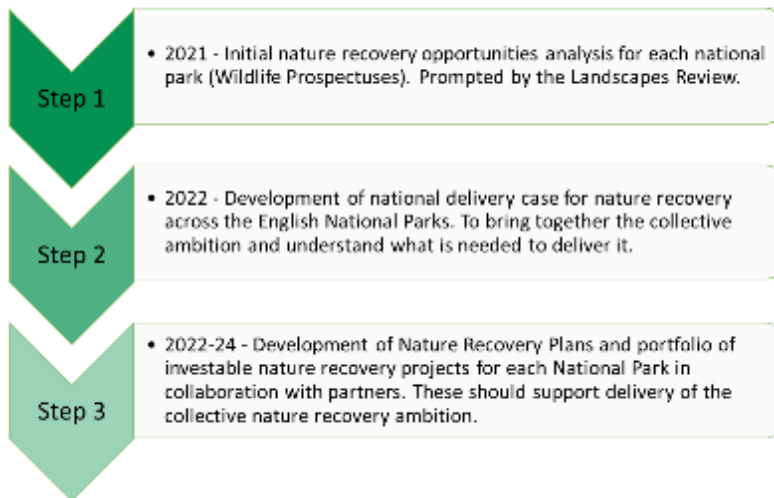 Step 1
• 2021 - Initial nature recovery opportunities analysis for each national
park (Wildlife Prospectuses). Prompted by the Landscapes Review.
Step 2
• 2022 - Development of national delivery case for nature recovery
across the English National Parks. To bring together the collective
ambition and understand what is needed to deliver it.
Step 3
• 2022-24 - Development of Nature Recovery Plans and portfolio of
investable nature recovery projects for each National Park in
collaboration with partners. These should support delivery of the
collective nature recovery ambition.